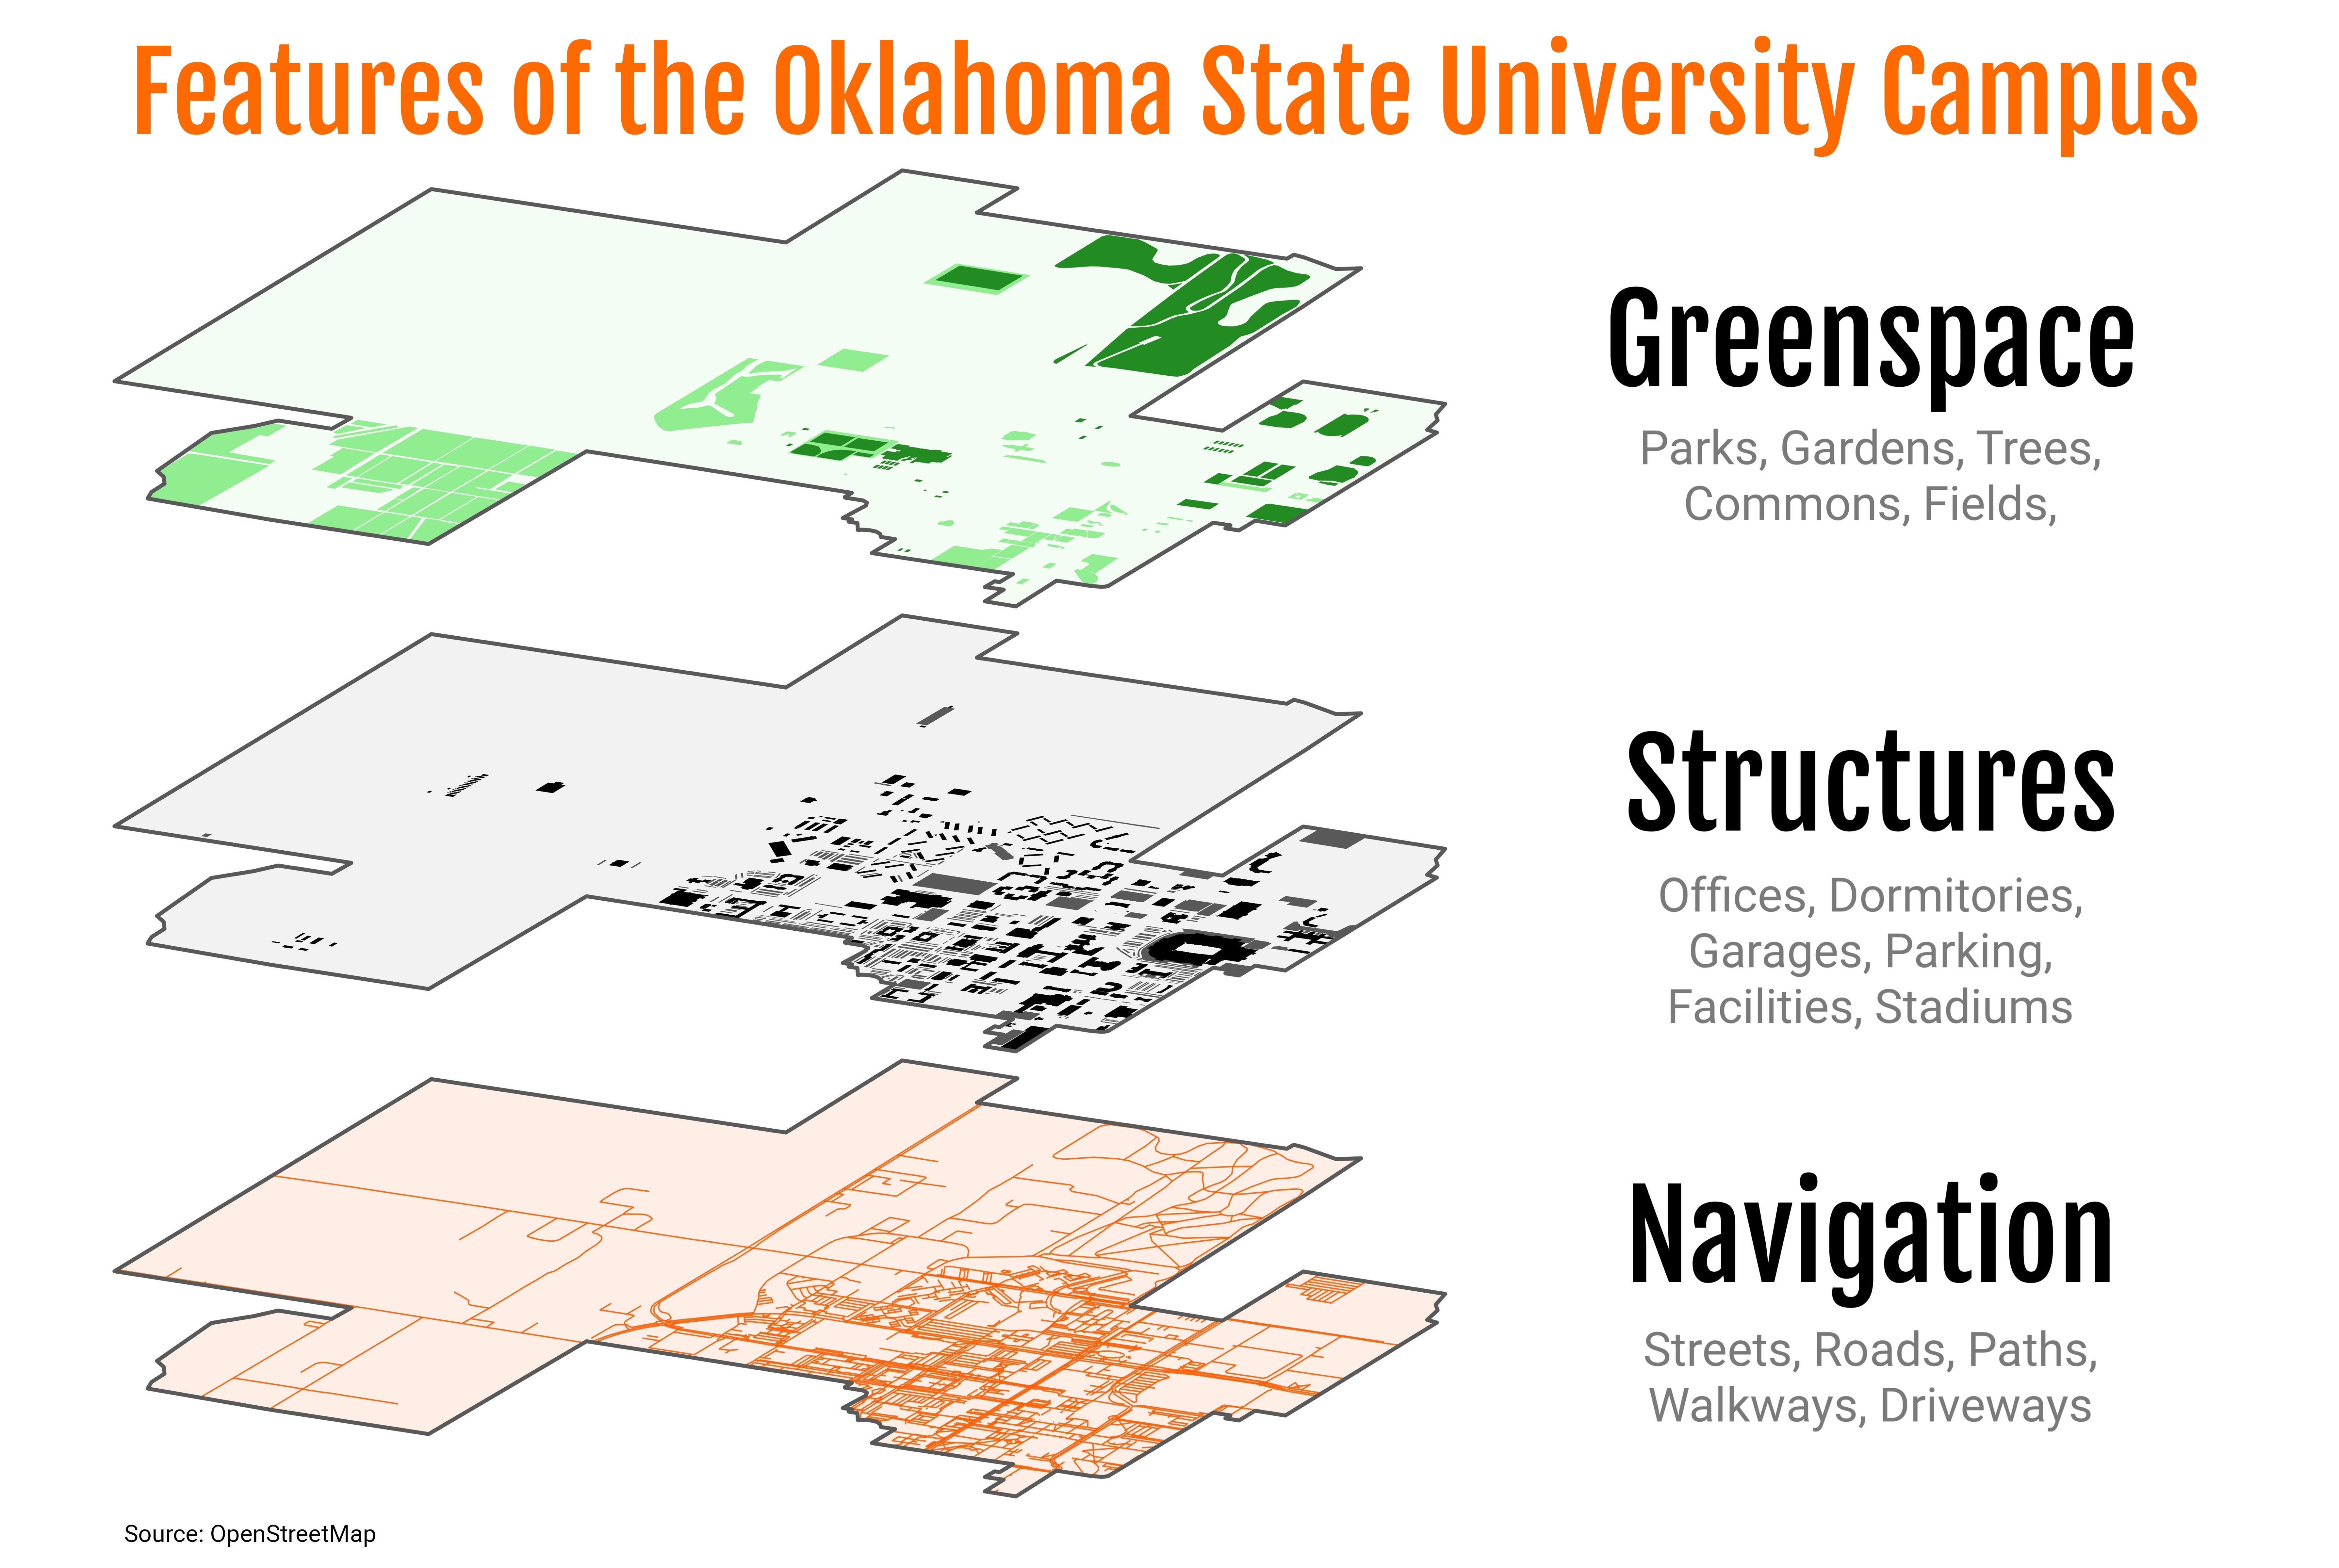 Features of the Oklahoma State University Campus
Greenspace
Parks, Gardens, Trees,
Commons, Fields,
Structures
Offices, Dormitories,
Garages, Parking,
Facilities, Stadiums
Navigation
Streets, Roads, Paths,
Walkways, Driveways
Source: OpenStreetMap